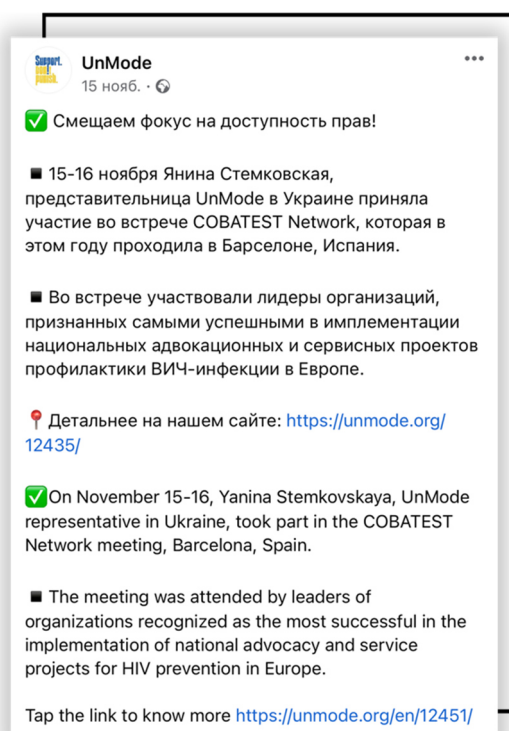 Support.
UnMode
15 нояб.
✅ Смещаем фокус на доступность прав!
◾ 15-16 ноября Янина Стемковская,
представительница UnMode в Украине приняла
участие во встрече COBATEST Network, которая в
этом году проходила в Барселоне, Испания.
◾ Во встрече участвовали лидеры организаций,
признанных самыми успешными в имплементации
национальных адвокационных и сервисных проектов
профилактики ВИЧ-инфекции в Европе.
📍 Детальнее на нашем сайте: https://unmode.org/
12435/
✅On November 15-16, Yanina Stemkovskaya, UnMode
representative in Ukraine, took part in the COBATEST
Network meeting, Barcelona, Spain.
◾ The meeting was attended by leaders of
organizations recognized as the most successful in the
implementation of national advocacy and service
projects for HIV prevention in Europe.
Tap the link to know more https://unmode.org/en/12451/